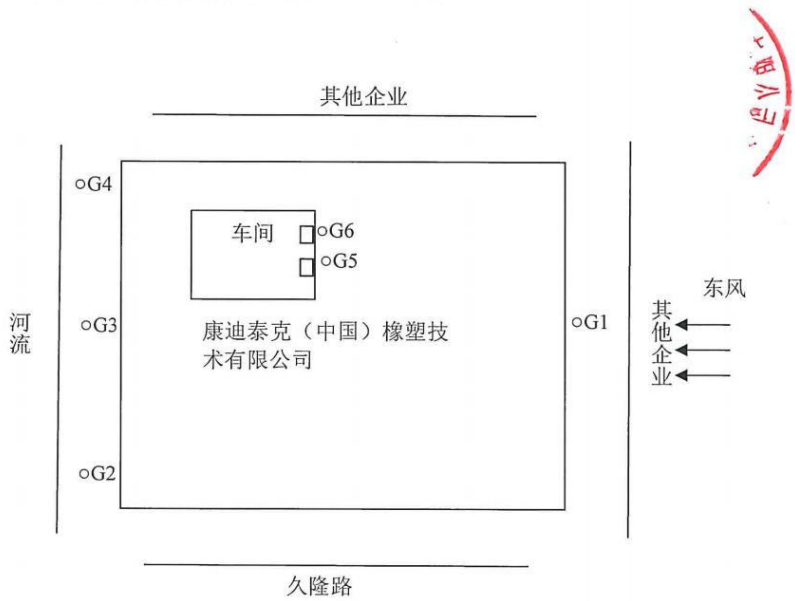 其他企业
○G4
车间
○G6
○G5
东风
河流
○G3
康迪泰克（中国）橡塑技
术有限公司
○G1
其他企业
○G2
久隆路